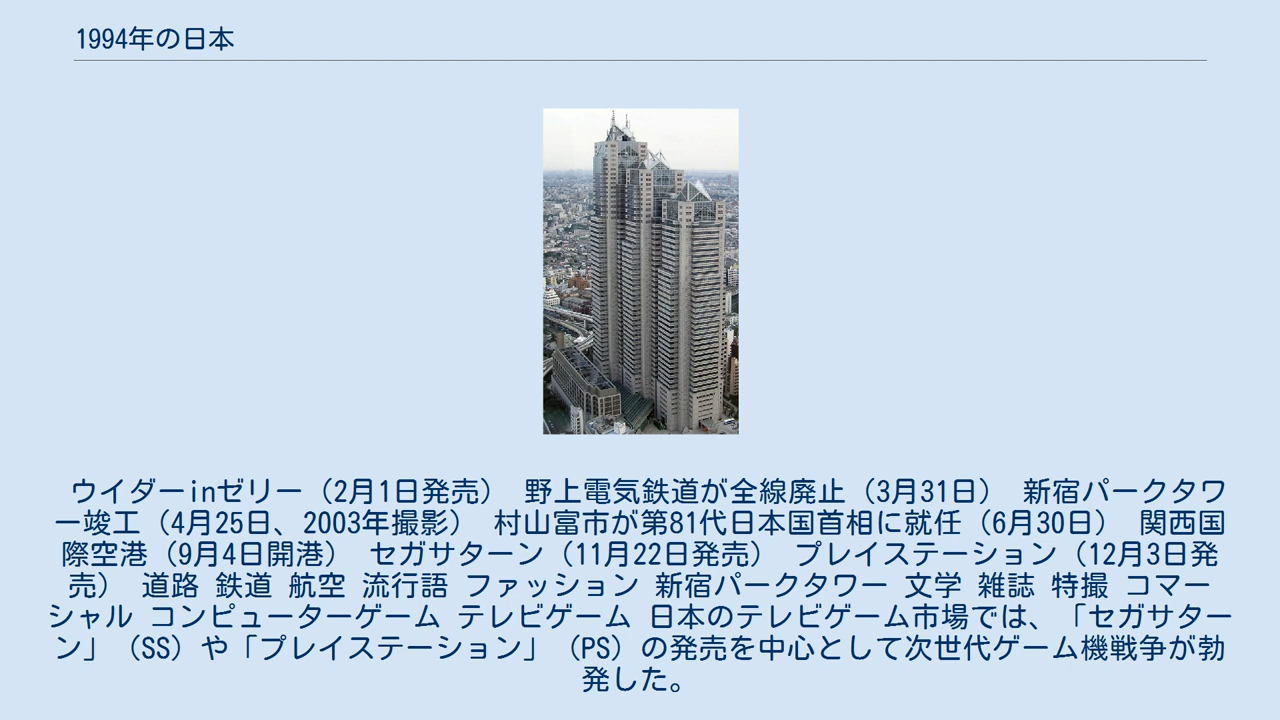 1994年の日本
ウイダーinゼリー（2月1日発売） 野上電気鉄道が全線廃止（3月31日） 新宿パークタワ
ー竣工（4月25日、2003年撮影） 村山富市が第81代日本国首相に就任（6月30日） 関西国
際空港（9月4日開港） セガサターン（11月22日発売） プレイステーション（12月3日発
売） 道路 鉄道 航空 流行語 ファッション 新宿パークタワー 文学 雑誌 特撮 コマー
シャル コンピューターゲーム テレビゲーム 日本のテレビゲーム市場では、「セガサター
ン」（SS）や「プレイステーション」（PS）の発売を中心として次世代ゲーム機戦争が勃
発した。